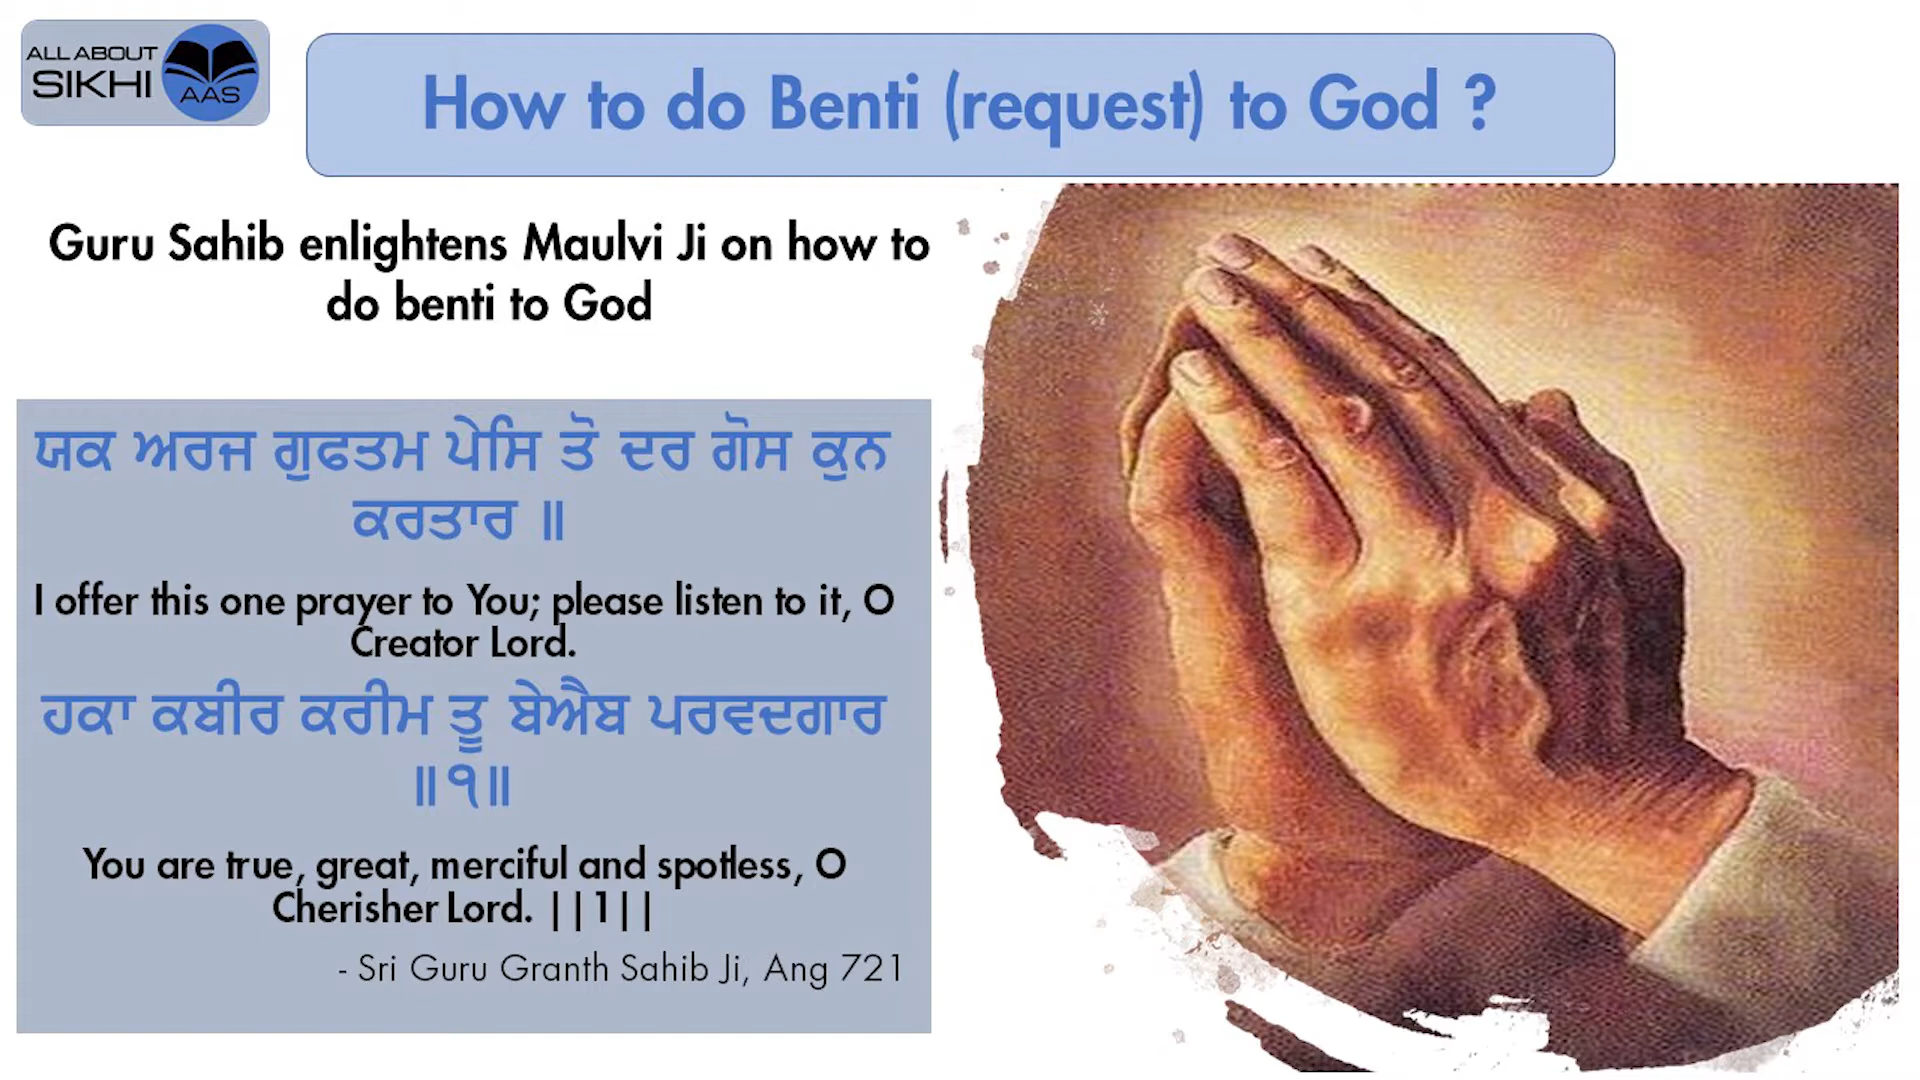 ALL ABOUT
SIKHI
AAS
How to do Benti (request) to God ?
Guru Sahib enlightens Maulvi Ji on how to
do benti to God
ਯਕ ਅਰਜ ਗੁਫਤਮ ਪੇਸਿ ਤੋ ਦਰ ਗੋਸ ਕੁਨ
ਕਰਤਾਰ ॥
I offer this one prayer to You; please listen to it, O
Creator Lord.
ਹਕਾ ਕਬੀਰ ਕਰੀਮ ਤੂ ਬੇਐਬ ਪਰਵਦਗਾਰ
॥੧॥
You are true, great, merciful and spotless, O
Cherisher Lord. ||1||
- Sri Guru Granth Sahib Ji, Ang 721